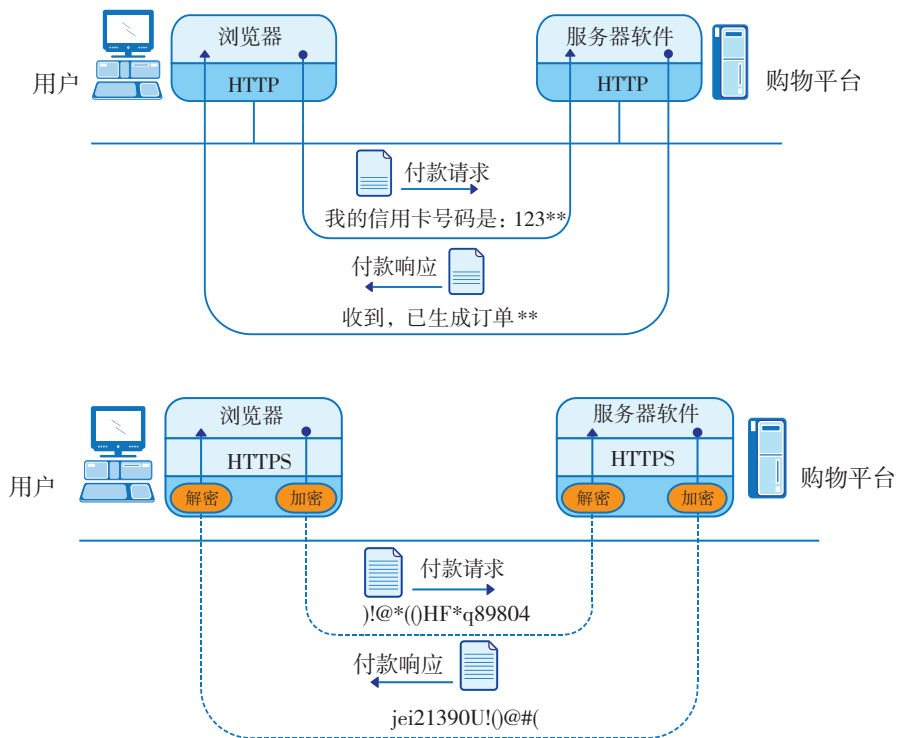 浏览器
服务器软件
用户
HTTP
HTTP
购物平台
付款请求
我的信用卡号码是：123**
付款响应
收到，已生成订单**
浏览器
服务器软件
用户
HTTPS
HTTPS
购物平台
解密
加密
解密
加密
付款请求
)!@*(()HF*q89804
付款响应
jei21390U!()@#(